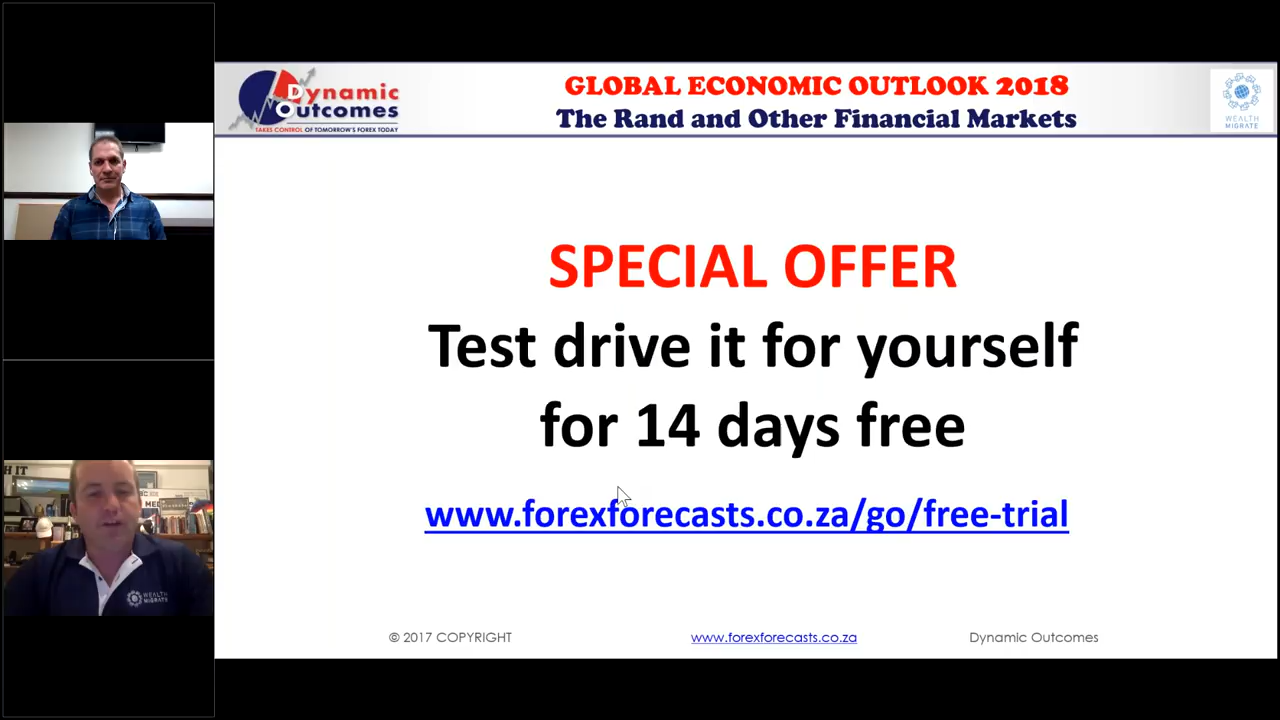 Dynamic
Outcomes
TAKES CONTROL OF TOMORROW'S FOREX TODAY
GLOBAL ECONOMIC OUTLOOK 2018
The Rand and Other Financial Markets
WEALTH
MIGRATE
SPECIAL OFFER
Test drive it for yourself
for 14 days free
www.forexforecasts.co.za/go/free-trial
© 2017 COPYRIGHT
www.forexforecasts.co.za
Dynamic Outcomes
WEALTH
MIGRATE